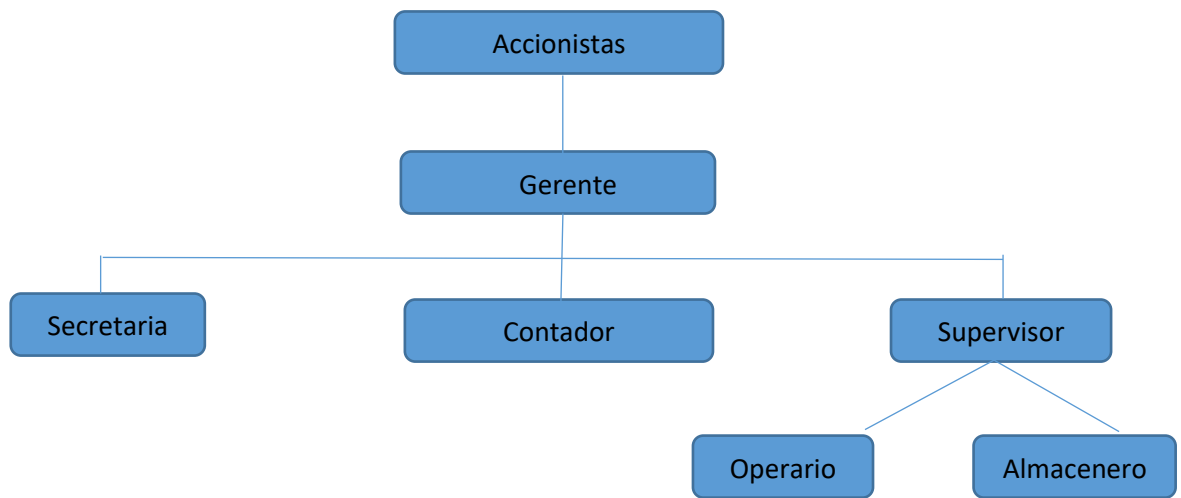 Accionistas
Gerente
Secretaria
Contador
Supervisor
Operario
Almacenero